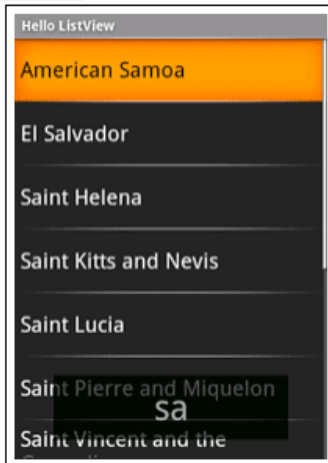 Hello ListView
American Samoa
El Salvador
Saint Helena
Saint Kitts and Nevis
Saint Lucia
Saint Pierre and Miquelon
sa
Saint Vincent and the